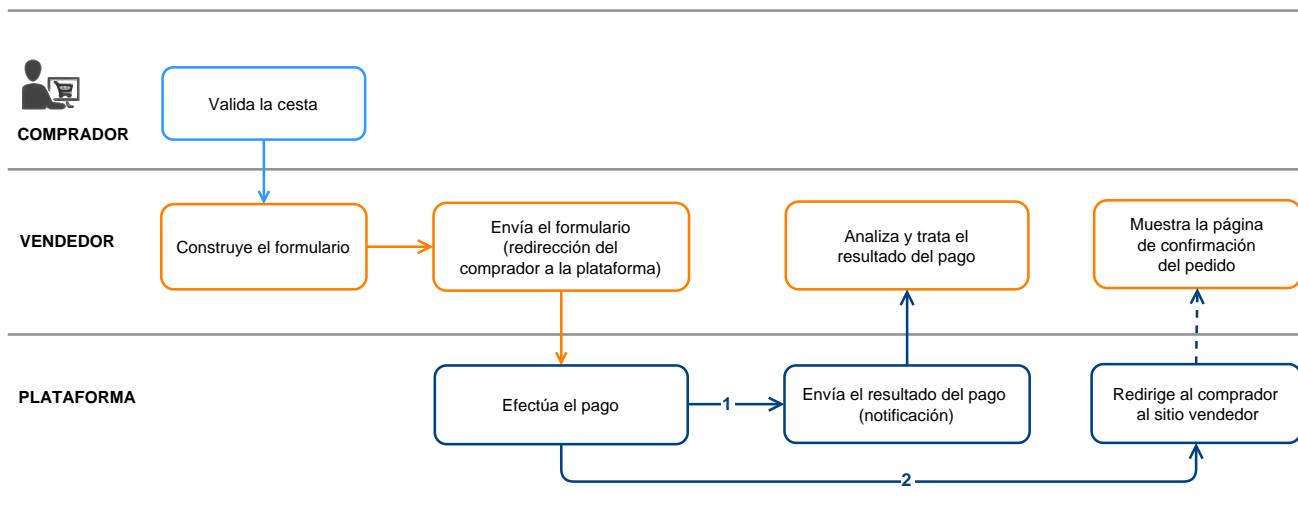 Valida la cesta
COMPRADOR
VENDEDOR
Construye el formulario
Envía el formulario
(redirección del
comprador a la plataforma)
Analiza y trata el
resultado del pago
Muestra la página
de confirmación
del pedido
PLATAFORMA
Efectúa el pago
1
Envía el resultado del pago
(notificación)
Redirige al comprador
al sitio vendedor
2